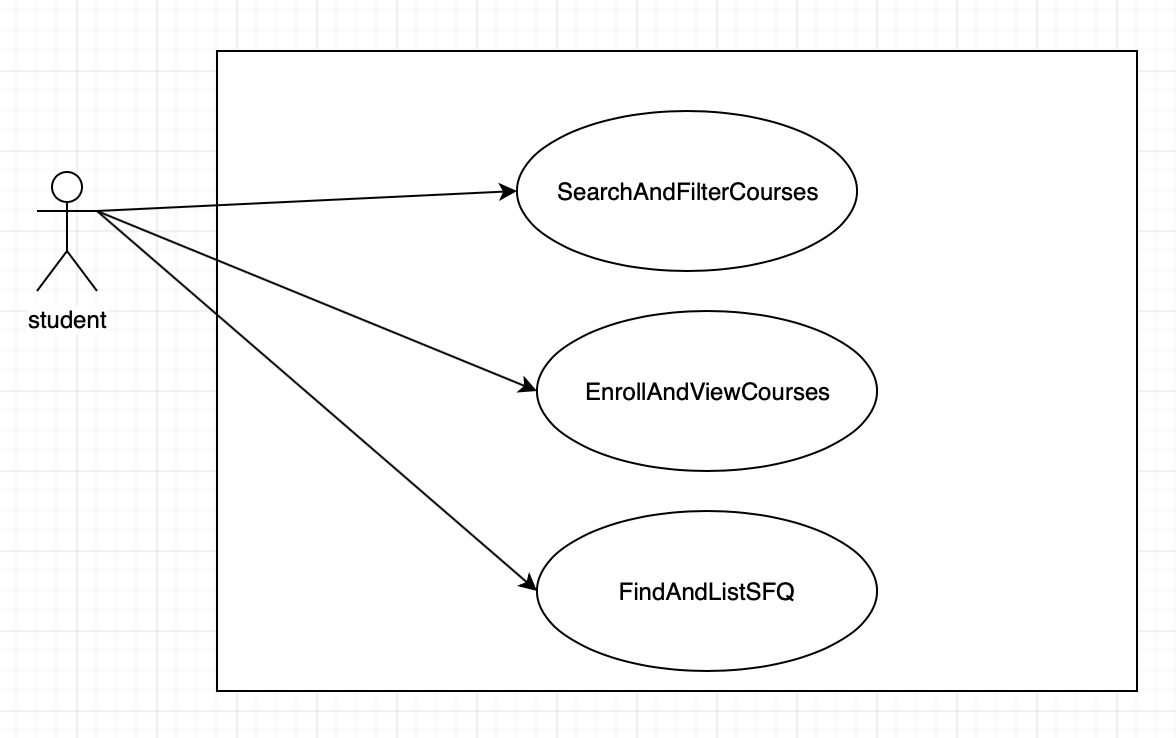 SearchAndFilterCourses
student
EnrollAndViewCourses
FindAndListSFQ